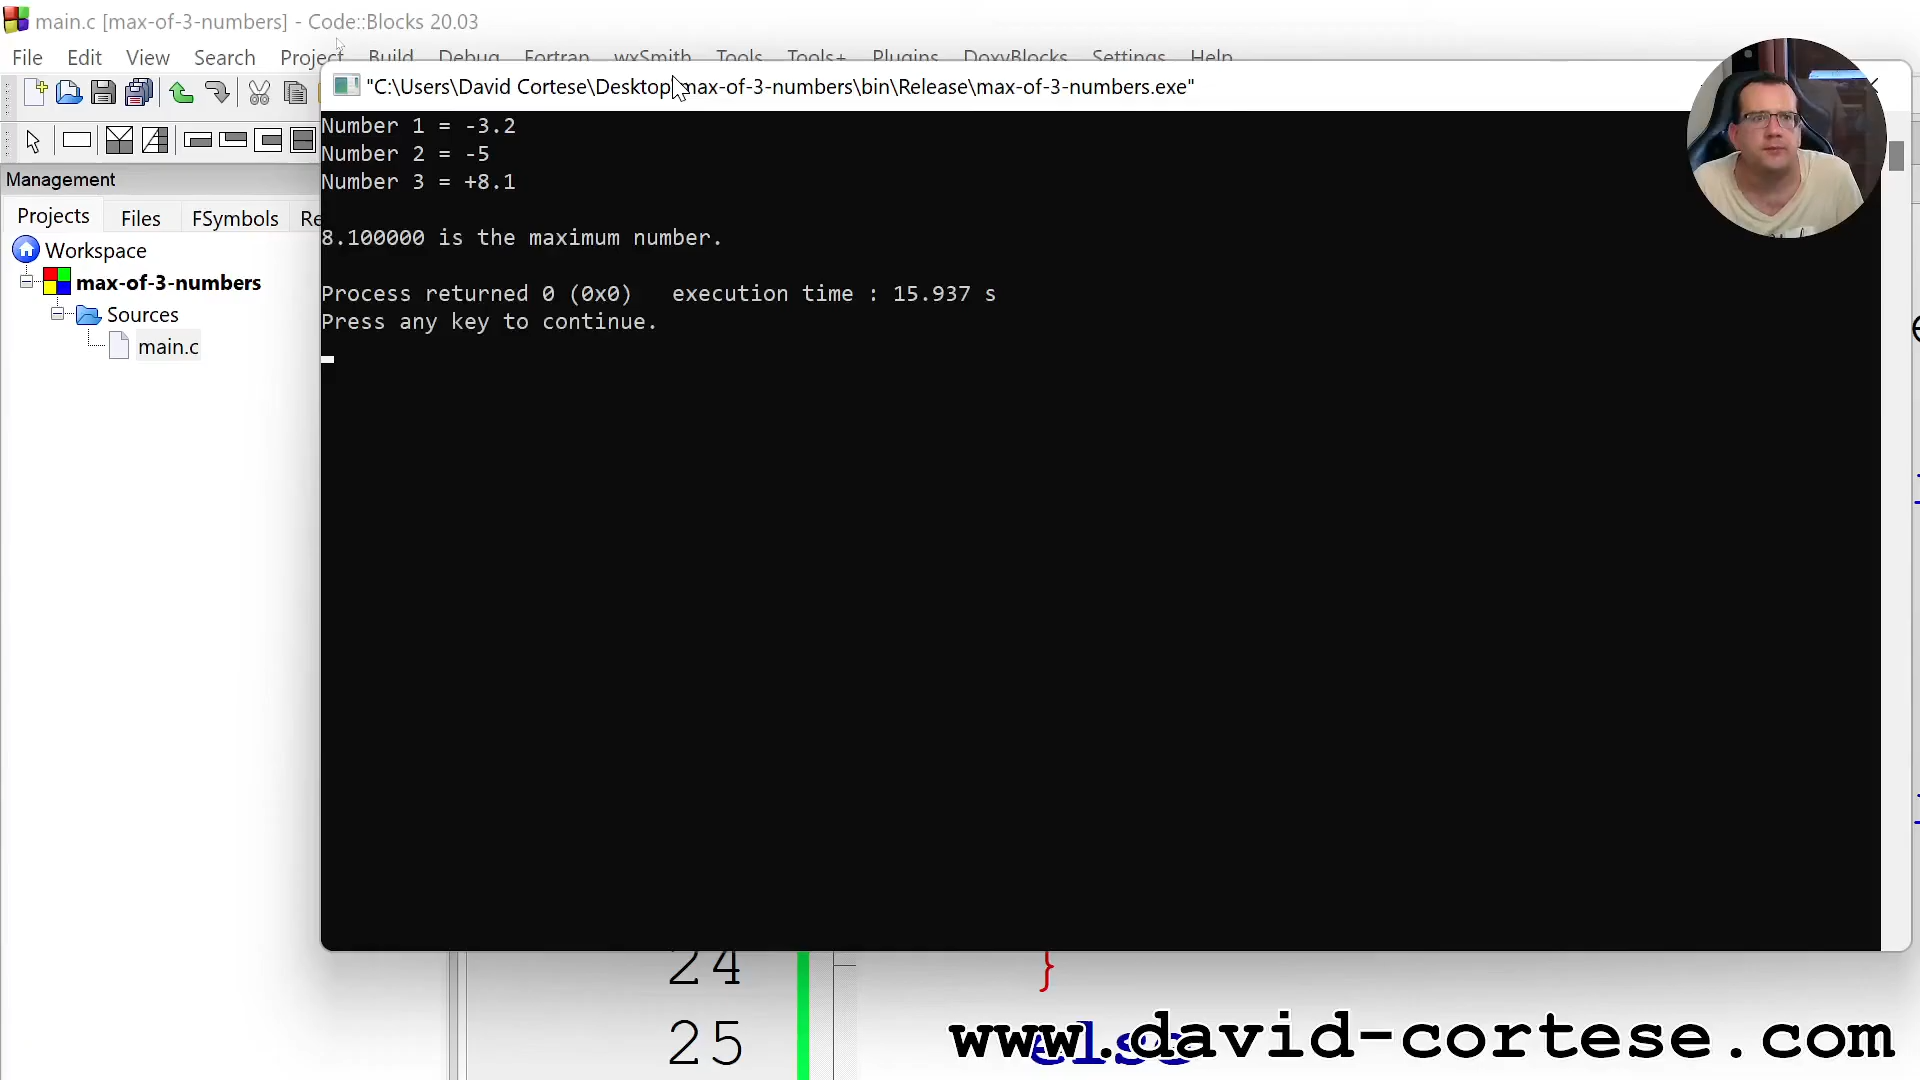 main.c [max-of-3-numbers] - Code::Blocks 20.03
File Edit View Search Project Build Debug Fortran wxSmith Tools Tools+ Plugins DoxyBlocks Settings Help
"C:\Users\David Cortese\Desktop\max-of-3-numbers\bin\Release\max-of-3-numbers.exe"
Number 1 = -3.2
Number 2 = -5
Number 3 = +8.1
8.100000 is the maximum number.
Process returned 0 (0x0)   execution time : 15.937 s
Press any key to continue.
Management
Projects Files FSymbols
Workspace
max-of-3-numbers
Sources
main.c
24 }
25 else
www.david-cortese.com